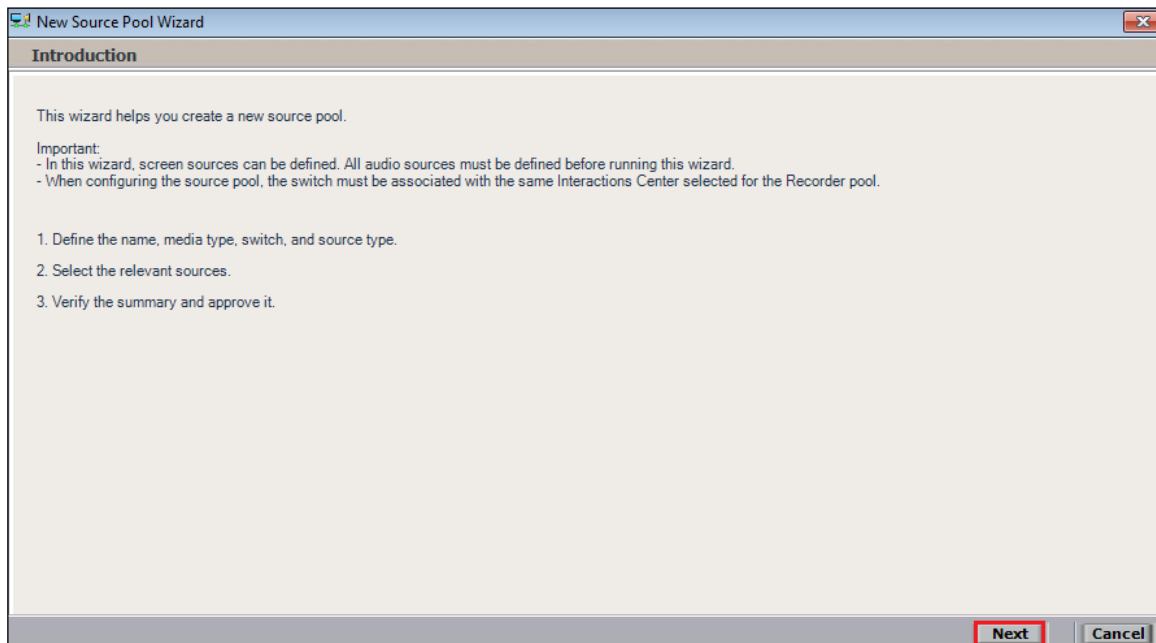 New Source Pool Wizard
Introduction
This wizard helps you create a new source pool.
Important:
- In this wizard, screen sources can be defined. All audio sources must be defined before running this wizard.
- When configuring the source pool, the switch must be associated with the same Interactions Center selected for the Recorder pool.
1. Define the name, media type, switch, and source type.
2. Select the relevant sources.
3. Verify the summary and approve it.
Next Cancel